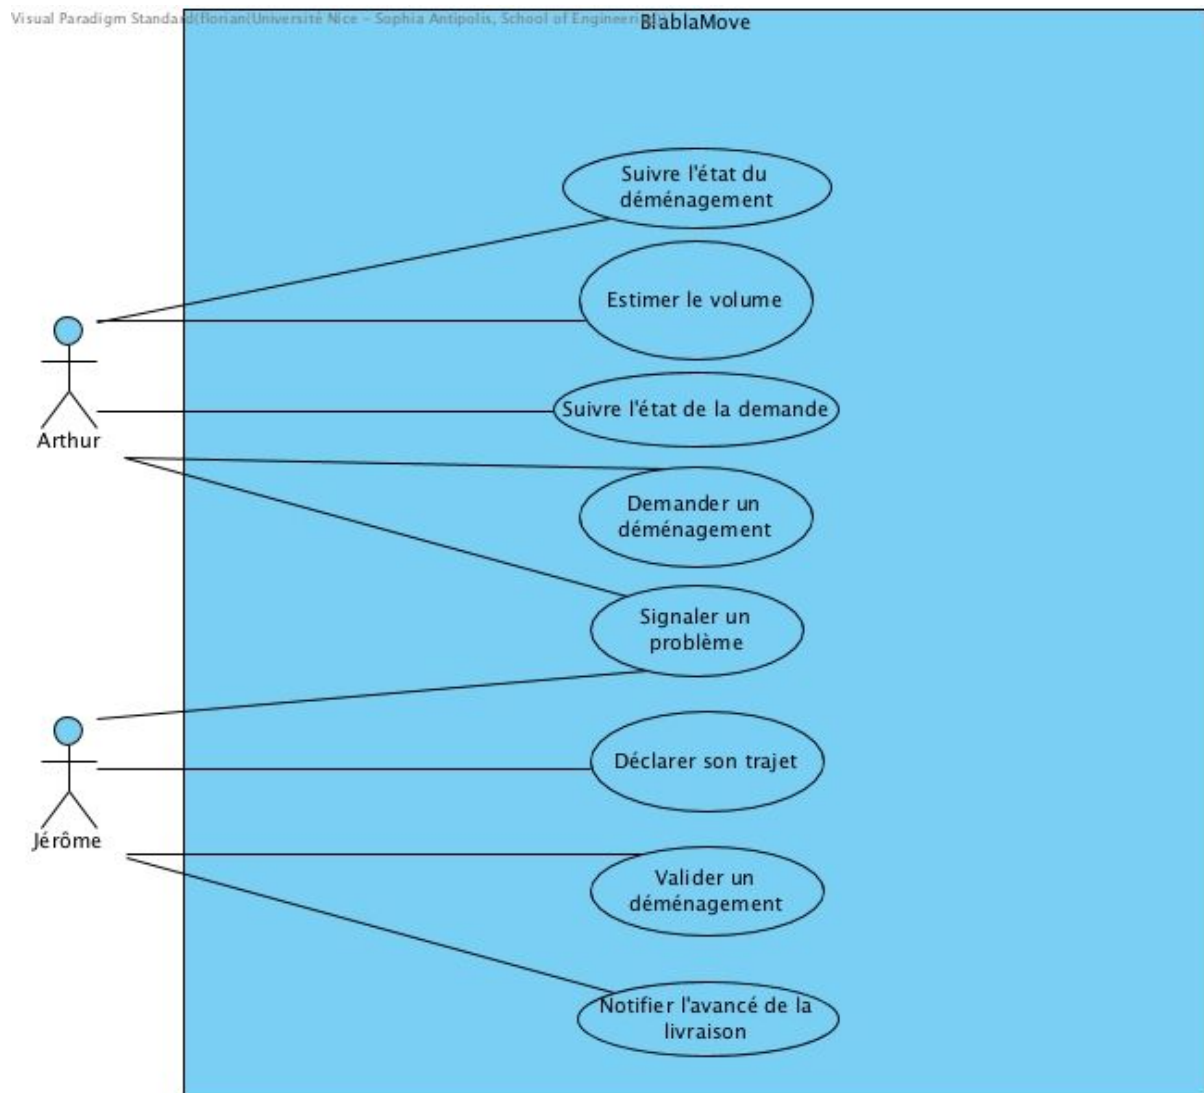 Visual Paradigm Standard(florian(Université Nice - Sophia Antipolis, School of Engineering
BlablaMove
Suivre l'état du
déménagement
Estimer le volume
Suivre l'état de la demande
Arthur
Demander un
déménagement
Signaler un
problème
Déclarer son trajet
Jérôme
Valider un
déménagement
Notifier l'avancé de la
livraison